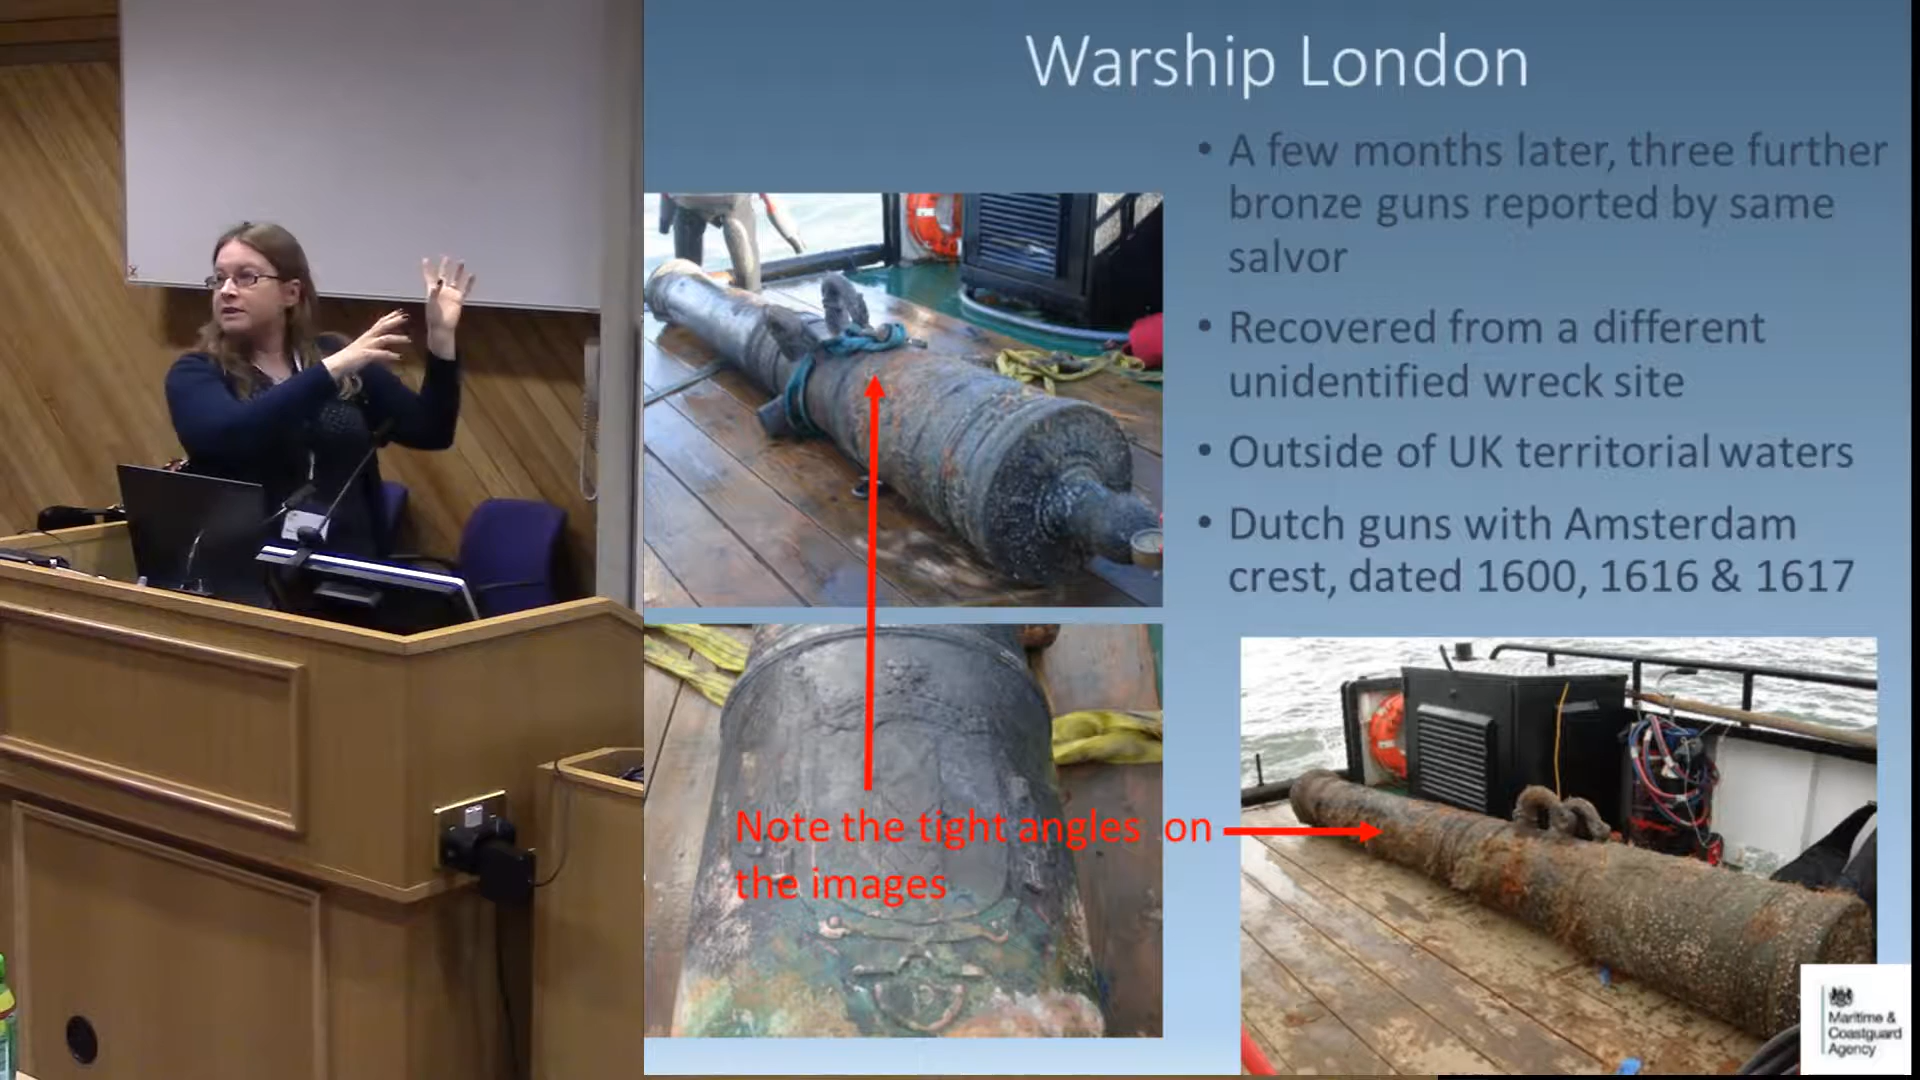 Warship London
• A few months later, three further
bronze guns reported by same
salvor
• Recovered from a different
unidentified wreck site
• Outside of UK territorial waters
• Dutch guns with Amsterdam
crest, dated 1600, 1616 & 1617
Note the tight angles on
the images
Maritime &
Coastguard
Agency